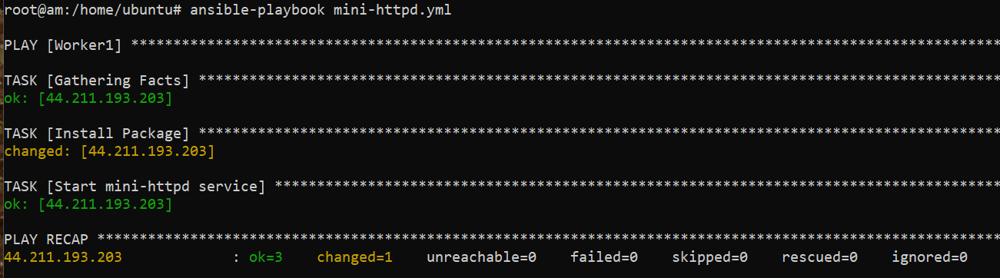 root@am:/home/ubuntu# ansible-playbook mini-httpd.yml
PLAY [Worker1] *******************************************************************************************************
TASK [Gathering Facts] ***********************************************************************************************
ok: [44.211.193.203]
TASK [Install Package] ***********************************************************************************************
changed: [44.211.193.203]
TASK [Start mini-httpd service] **************************************************************************************
ok: [44.211.193.203]
PLAY RECAP ***********************************************************************************************************
44.211.193.203             : ok=3    changed=1    unreachable=0    failed=0    skipped=0    rescued=0    ignored=0